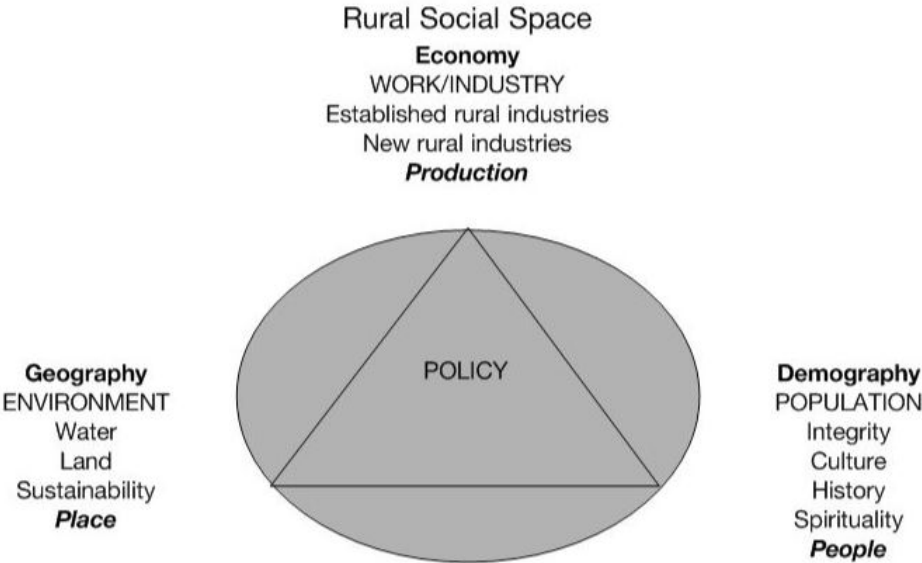 Rural Social Space
Economy
WORK/INDUSTRY
Established rural industries
New rural industries
Production
POLICY
Geography
ENVIRONMENT
Water
Land
Sustainability
Place
Demography
POPULATION
Integrity
Culture
History
Spirituality
People